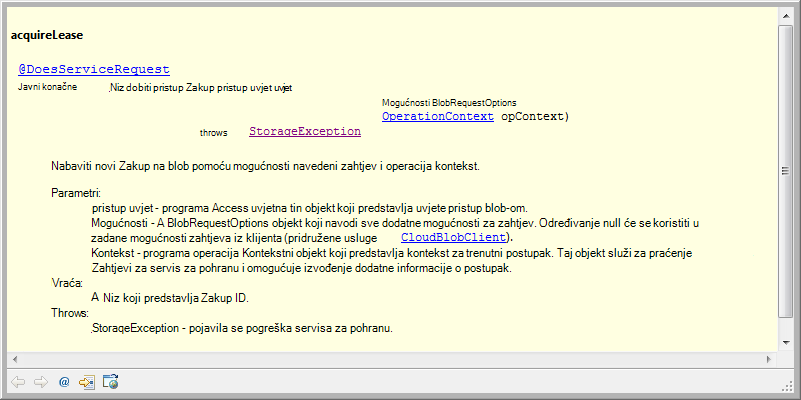 acquireLease
@DoesServiceRequest
Javni konačne .Niz dobiti pristup Zakup pristup uvjet uvjet
Mogućnosti BlobRequestOptions
OperationContext opContext)
throws StorageException
Nabaviti novi Zakup na blob pomoću mogućnosti navedeni zahtjev i operacija kontekst.
Parametri:
pristup uvjet - programa Access uvjetna tin objekt koji predstavlja uvjete pristup blob-om.
Mogućnosti - A BlobRequestOptions objekt koji navodi sve dodatne mogućnosti za zahtjev. Određivanje null će se koristiti u
zadane mogućnosti zahtjeva iz klijenta (pridružene usluge CloudBlobClient).
Kontekst - programa operacija Kontekstni objekt koji predstavlja kontekst za trenutni postupak. Taj objekt služi za praćenje
Zahtjevi za servis za pohranu i omogućuje izvođenje dodatne informacije o postupak.
Vraća:
A Niz koji predstavlja Zakup ID.
Throws:
.StorageException - pojavila se pogreška servisa za pohranu.